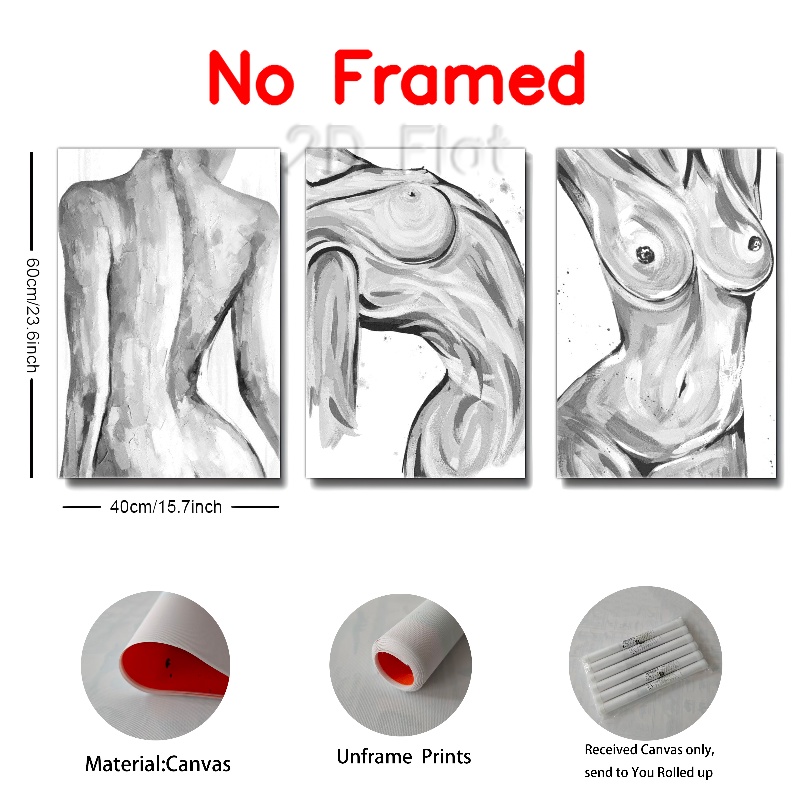 No Framed
2D Flat
60cm/23.6inch
40cm/15.7inch
Material:Canvas
Unframe Prints
Received Canvas only,
send to You Rolled up